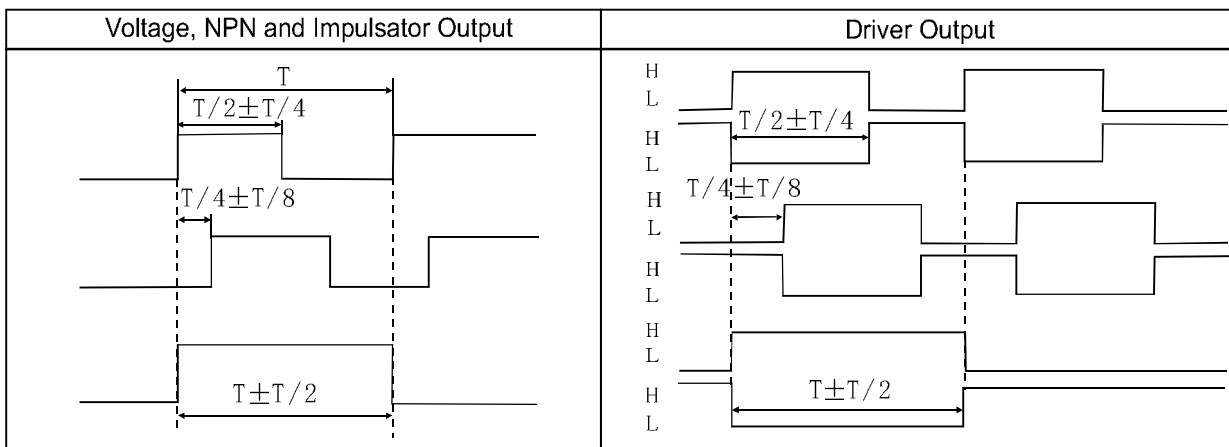 Voltage, NPN and Impulsator Output
Driver Output
T
T/2±T/4
T/4±T/8
T±T/2
H
L
H
L
T/2±T/4
T/4±T/8
H
L
H
L
H
L
H
L
T±T/2